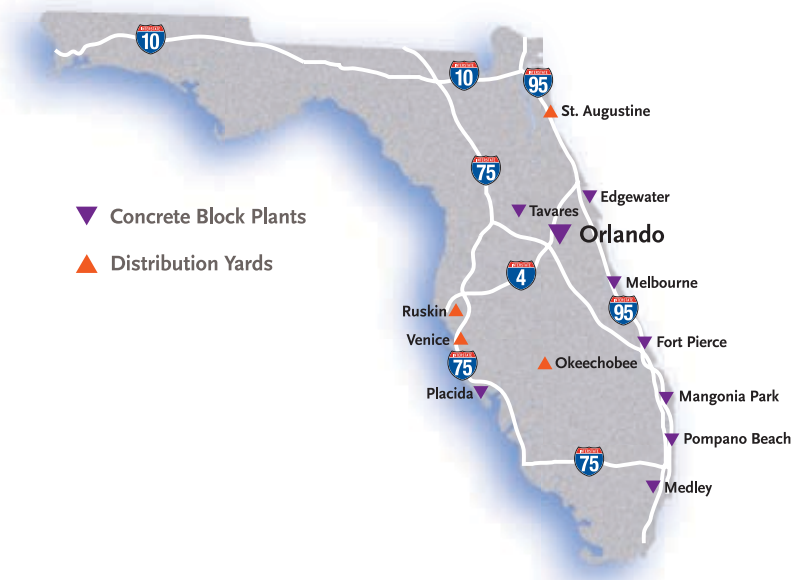 10
10
95
St. Augustine
75
Edgewater
Concrete Block Plants
Tavares
Orlando
Distribution Yards
4
Melbourne
Ruskin
95
Venice
Fort Pierce
75
Okeechobee
Placida
Mangonia Park
Pompano Beach
75
Medley